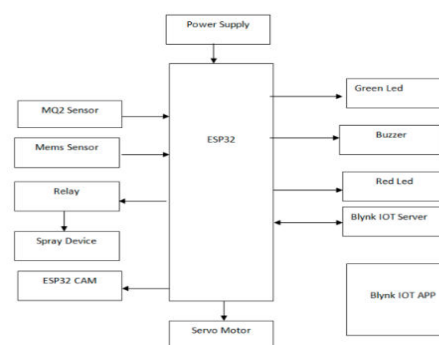 Power Supply
Green Led
MQ2 Sensor
ESP32
Buzzer
Mems Sensor
Relay
Red Led
Blynk IOT Server
Spray Device
ESP32 CAM
Blynk IOT APP
Servo Motor